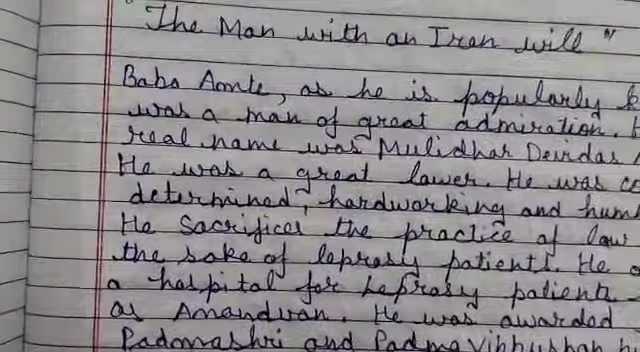 "The Man with an Iron will"
Baba Amte, as he is popularly
was a man of great admiration.
real name was Mulidhar Devidas
He was a great lawer. He was
determined, hardworking and
He sacrifices the practice of law
the sake of leprosy patients. He
a hospital for Leprosy patients
as Anandvan. He was awarded
Padmashri and Padma Vibhushan